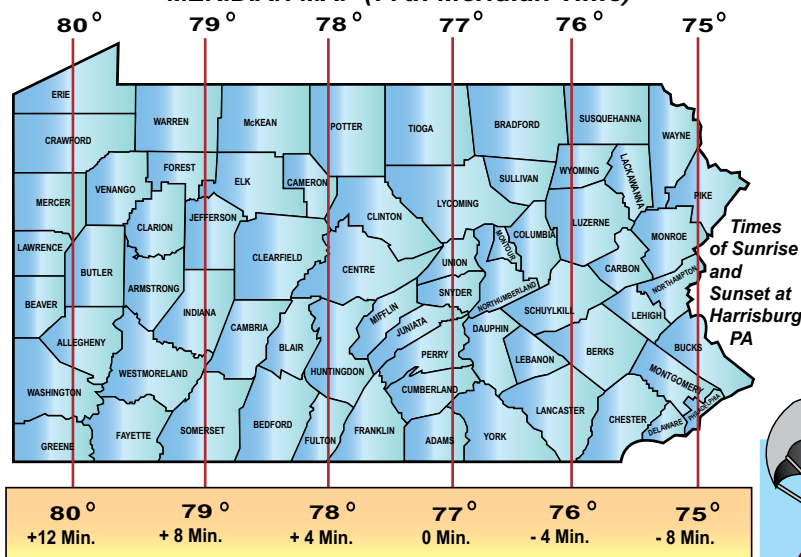 MERIDIAN MAP (77th Meridian Time)
80° 79° 78° 77° 76° 75°
ERIE
CRAWFORD
WARREN
McKEAN
POTTER
TIOGA
BRADFORD
SUSQUEHANNA
WAYNE
MERCER
VENANGO
FOREST
ELK
CAMERON
CLINTON
LYCOMING
SULLIVAN
WYOMING
LACKAWANNA
PIKE
LAWRENCE
BUTLER
CLARION
JEFFERSON
CLEARFIELD
CENTRE
UNION
MONTOUR
COLUMBIA
LUZERNE
MONROE
CARBON
BEAVER
ARMSTRONG
INDIANA
SNYDER
NORTHUMBERLAND
SCHUYLKILL
LEHIGH
NORTHAMPTON
ALLEGHENY
CAMBRIA
BLAIR
MIFFLIN
JUNIATA
PERRY
DAUPHIN
LEBANON
BERKS
BUCKS
WASHINGTON
WESTMORELAND
HUNTINGDON
CUMBERLAND
LANCASTER
MONTGOMERY
GREENE
FAYETTE
SOMERSET
BEDFORD
FULTON
FRANKLIN
ADAMS
YORK
CHESTER
DELAWARE
PHILADELPHIA
Times
of Sunrise
and
Sunset at
Harrisburg
PA
80° 79° 78° 77° 76° 75°
+12 Min. + 8 Min. + 4 Min. 0 Min. - 4 Min. - 8 Min.